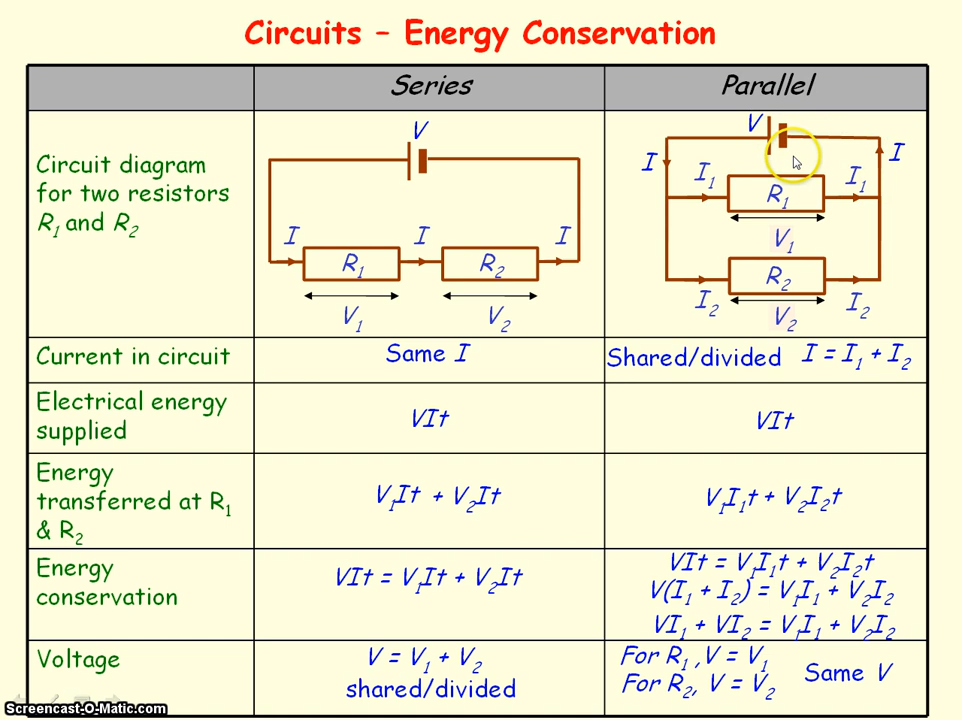 Circuits – Energy Conservation
Series
Parallel
Circuit diagram
for two resistors
R₁ and R₂
V
I
I
I
R₁
R₂
V₁
V₂
V
I
I
I₁
I₁
R₁
V₁
R₂
I₂
I₂
V₂
Current in circuit
Same I
Shared/divided I = I₁ + I₂
Electrical energy
supplied
VIt
VIt
Energy
transferred at R₁
& R₂
V₁It + V₂It
V₁I₁t + V₂I₂t
Energy
conservation
VIt = V₁It + V₂It
VIt = V₁I₁t + V₂I₂t
V(I₁ + I₂) = V₁I₁ + V₂I₂
VI₁ + VI₂ = V₁I₁ + V₂I₂
Voltage
V = V₁ + V₂
shared/divided
For R₁ ,V = V₁
For R₂, V = V₂
Same V
Screencast-O-Matic.com